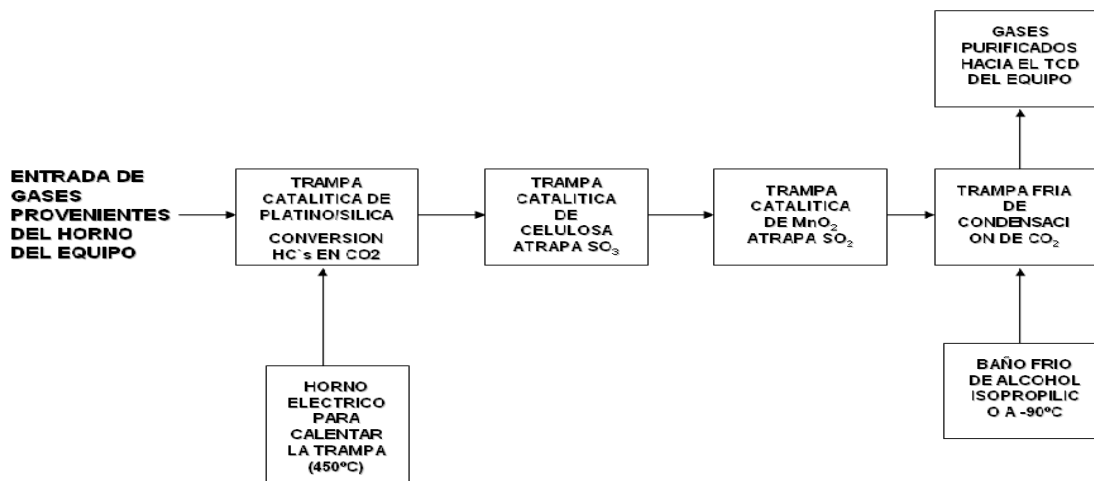 GASES
PURIFICADOS
HACIA EL TCD
DEL EQUIPO
ENTRADA DE
GASES
PROVENIENTES
DEL HORNO
DEL EQUIPO
TRAMPA
CATALITICA DE
PLATINO/SILICA
CONVERSION
HC`s EN CO2
TRAMPA
CATALITICA
DE
CELULOSA
ATRAPA SO₃
TRAMPA
CATALITICA
DE MnO₂
ATRAPA SO₂
TRAMPA FRIA
DE
CONDENSACI
ON DE CO₂
HORNO
ELECTRICO
PARA
CALENTAR
LA TRAMPA
(450ºC)
BAÑO FRIO
DE ALCOHOL
ISOPROPILIC
O A -90ºC